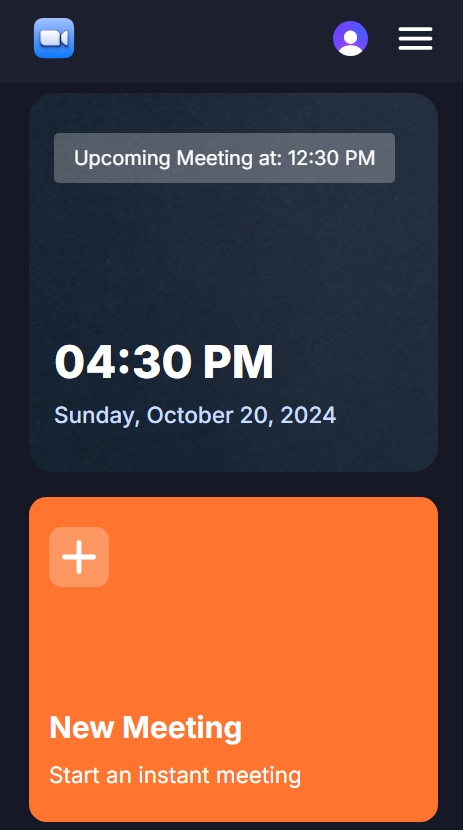 Upcoming Meeting at: 12:30 PM
04:30 PM
Sunday, October 20, 2024
New Meeting
Start an instant meeting